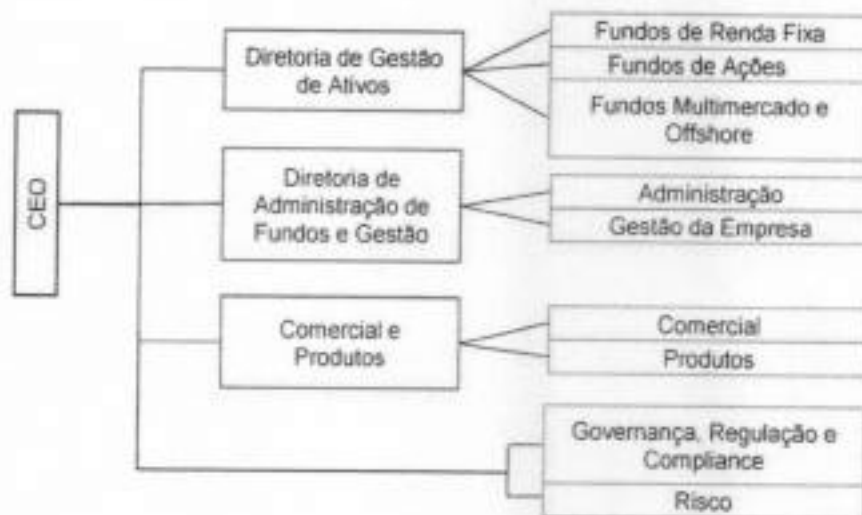 CEO
Diretoria de Gestão
de Ativos
Fundos de Renda Fixa
Fundos de Ações
Fundos Multimercado e
Offshore
Diretoria de
Administração de
Fundos e Gestão
Administração
Gestão da Empresa
Comercial e
Produtos
Comercial
Produtos
Governança, Regulação e
Compliance
Risco